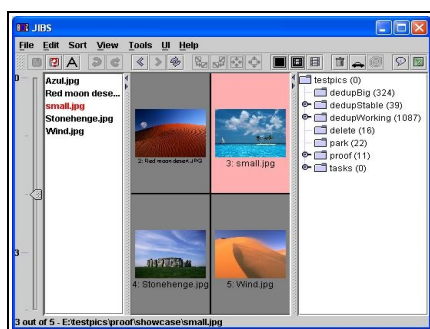 JIBS
File Edit Sort View Tools UI Help
A
0
Azul.jpg
Red moon dese...
small.jpg
Stonehenge.jpg
Wind.jpg
3
2: Red moon desert.JPG
3: small.jpg
4: Stonehenge.jpg
5: Wind.jpg
testpics (0)
dedupBig (324)
dedupStable (39)
dedupWorking (1087)
delete (16)
park (22)
proof (11)
tasks (0)
3 out of 5 - E:\testpics\proof\showcase\small.jpg